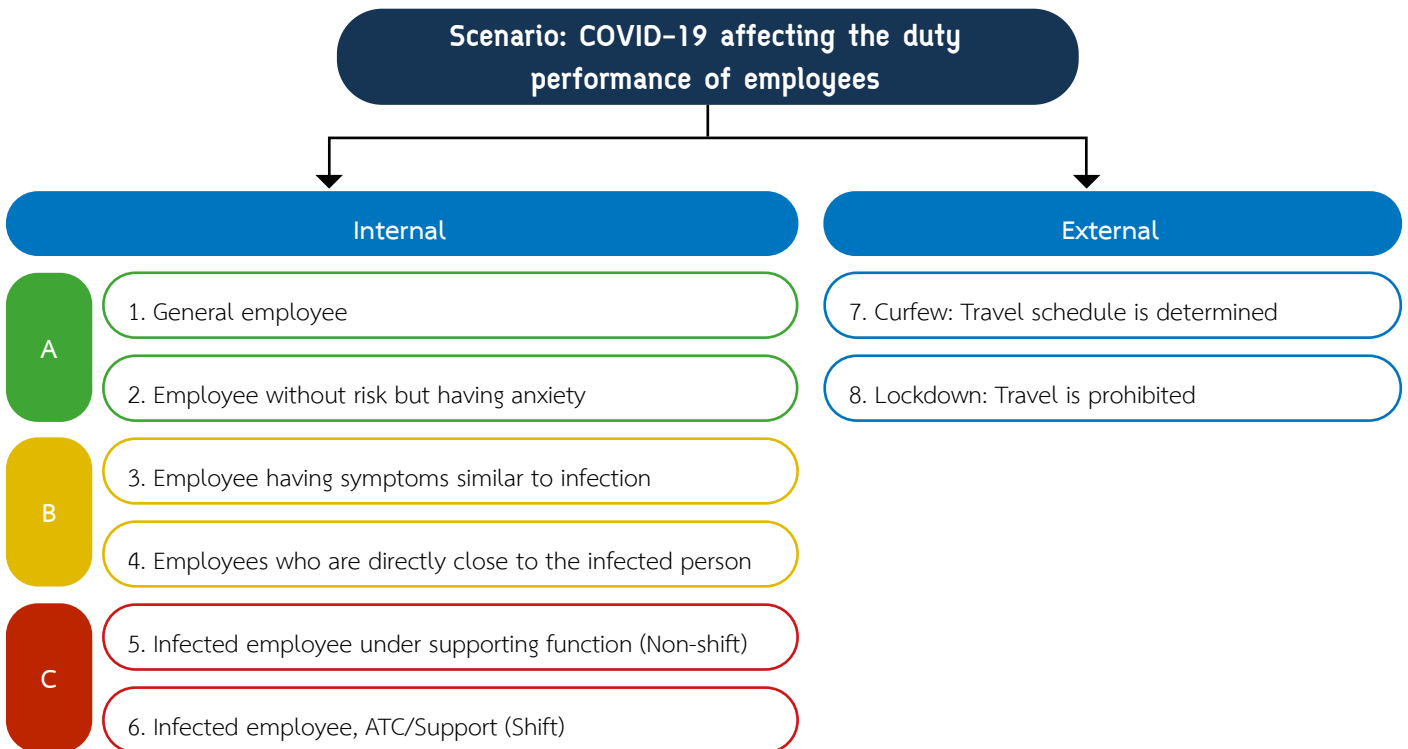 Scenario: COVID-19 affecting the duty
performance of employees
Internal
External
A
1. General employee
2. Employee without risk but having anxiety
B
3. Employee having symptoms similar to infection
4. Employees who are directly close to the infected person
C
5. Infected employee under supporting function (Non-shift)
6. Infected employee, ATC/Support (Shift)
7. Curfew: Travel schedule is determined
8. Lockdown: Travel is prohibited